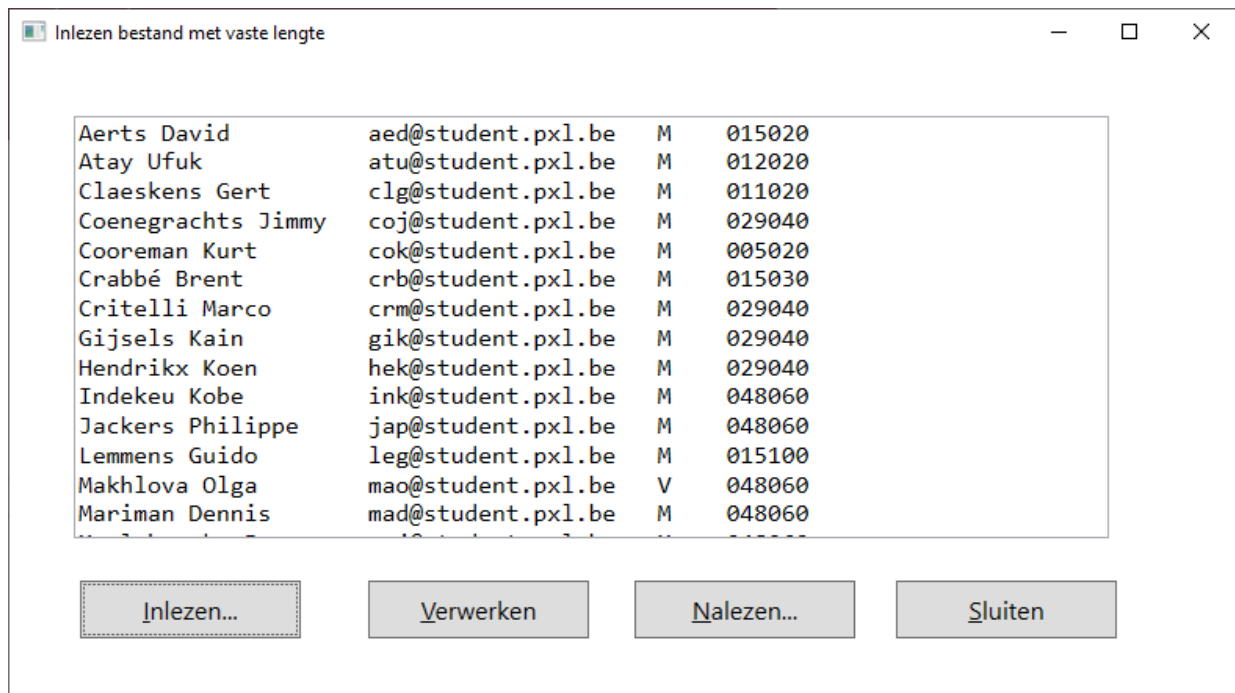 Inlezen bestand met vaste lengte
Aerts David aed@student.pxl.be M 015020
Atay Ufuk atu@student.pxl.be M 012020
Claeskens Gert clg@student.pxl.be M 011020
Coenegrachts Jimmy coj@student.pxl.be M 029040
Cooreman Kurt cok@student.pxl.be M 005020
Crabbé Brent crb@student.pxl.be M 015030
Critelli Marco crm@student.pxl.be M 029040
Gijsels Kain gik@student.pxl.be M 029040
Hendrikx Koen hek@student.pxl.be M 029040
Indekeu Kobe ink@student.pxl.be M 048060
Jackers Philippe jap@student.pxl.be M 048060
Lemmens Guido leg@student.pxl.be M 015100
Makhlova Olga mao@student.pxl.be V 048060
Mariman Dennis mad@student.pxl.be M 048060
Inlezen... Verwerken Nalezen... Sluiten